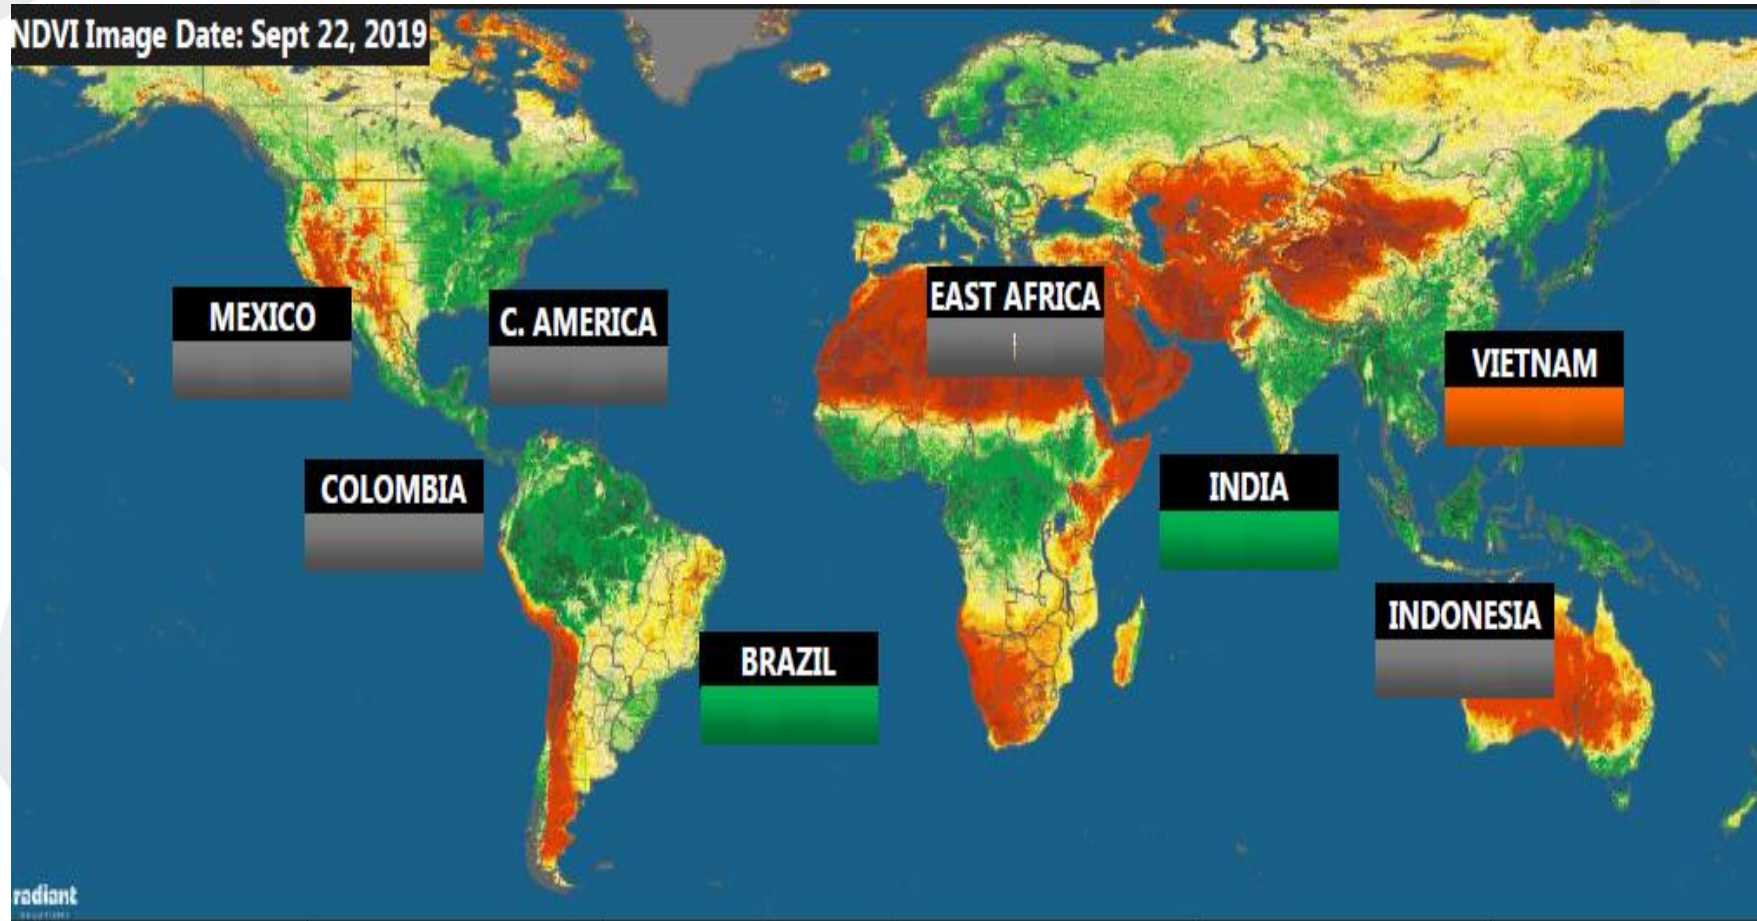 NDVI Image Date: Sept 22, 2019
EAST AFRICA
MEXICO
C. AMERICA
VIETNAM
COLOMBIA
INDIA
INDONESIA
BRAZIL
radiant